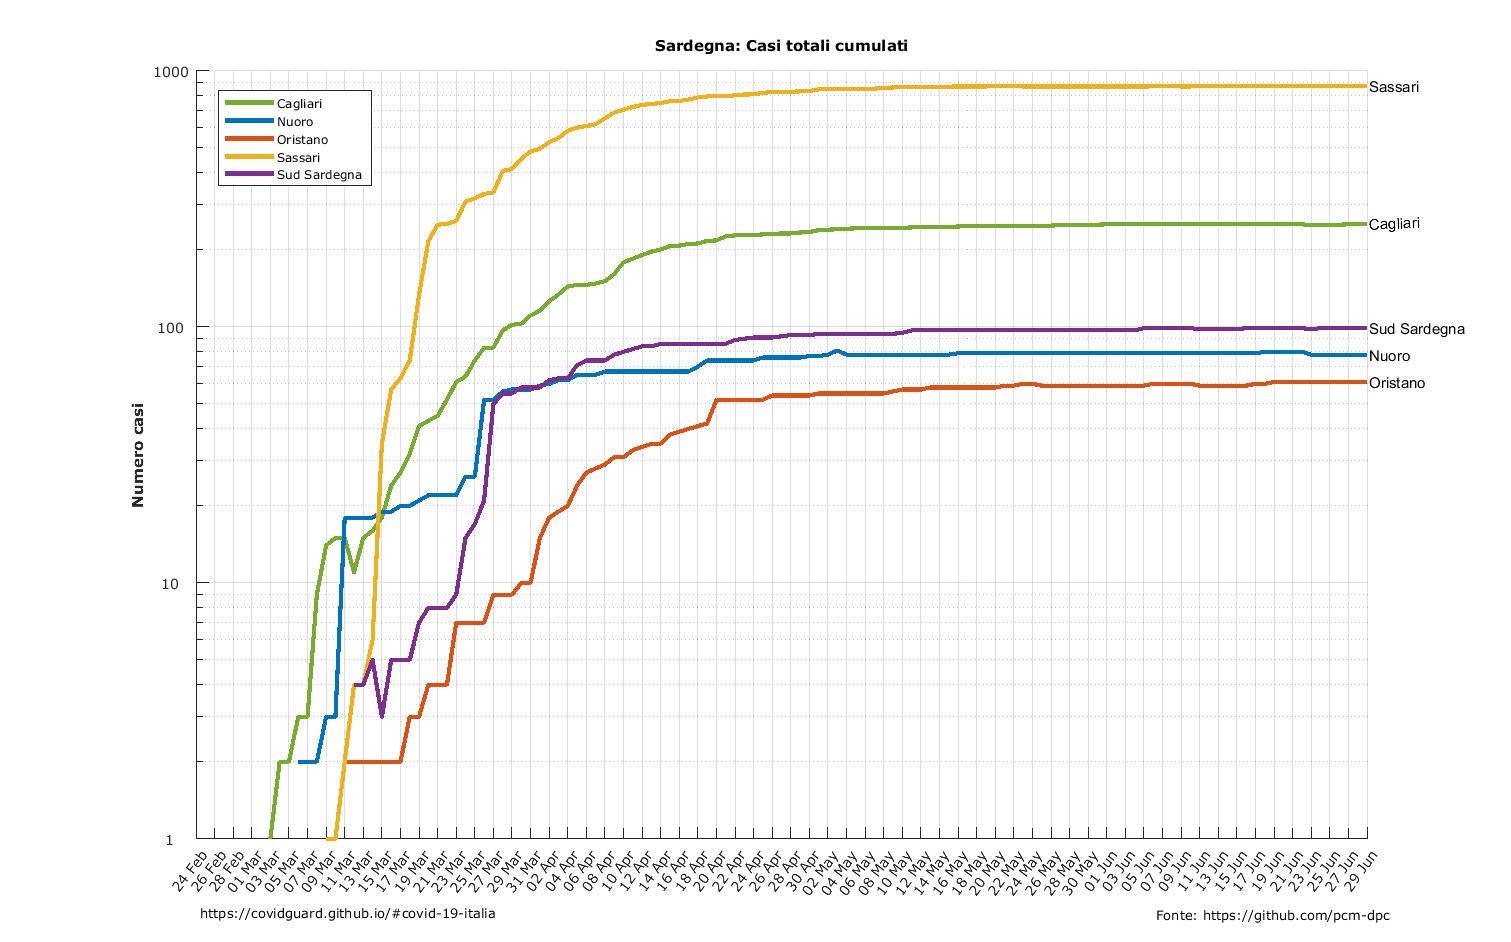 Sardegna: Casi totali cumulati
1000
100
10
1
Numero casi
Cagliari
Nuoro
Oristano
Sassari
Sud Sardegna
Sassari
Cagliari
Sud Sardegna
Nuoro
Oristano
24 Feb
26 Feb
28 Feb
01 Mar
03 Mar
05 Mar
07 Mar
09 Mar
11 Mar
13 Mar
15 Mar
17 Mar
19 Mar
21 Mar
23 Mar
25 Mar
27 Mar
29 Mar
31 Mar
02 Apr
04 Apr
06 Apr
08 Apr
10 Apr
12 Apr
14 Apr
16 Apr
18 Apr
20 Apr
22 Apr
24 Apr
26 Apr
28 Apr
30 Apr
02 May
04 May
06 May
08 May
10 May
12 May
14 May
16 May
18 May
20 May
22 May
24 May
26 May
28 May
30 May
01 Jun
03 Jun
05 Jun
07 Jun
09 Jun
11 Jun
13 Jun
15 Jun
17 Jun
19 Jun
21 Jun
23 Jun
25 Jun
27 Jun
29 Jun
https://covidguard.github.io/#covid-19-italia
Fonte: https://github.com/pcm-dpc